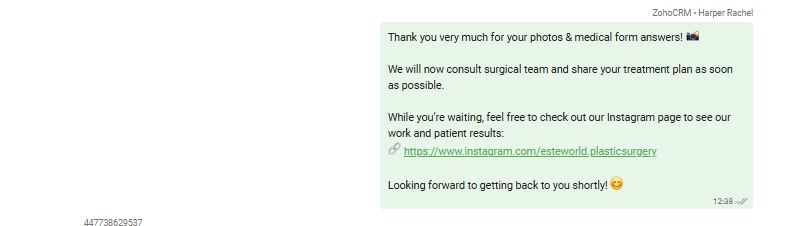 ZohoCRM • Harper Rachel
Thank you very much for your photos & medical form answers! 📸
We will now consult surgical team and share your treatment plan as soon
as possible.
While you're waiting, feel free to check out our Instagram page to see our
work and patient results:
🔗 https://www.instagram.com/esteworld.plasticsurgery
Looking forward to getting back to you shortly! 😊
12:38
447738629537